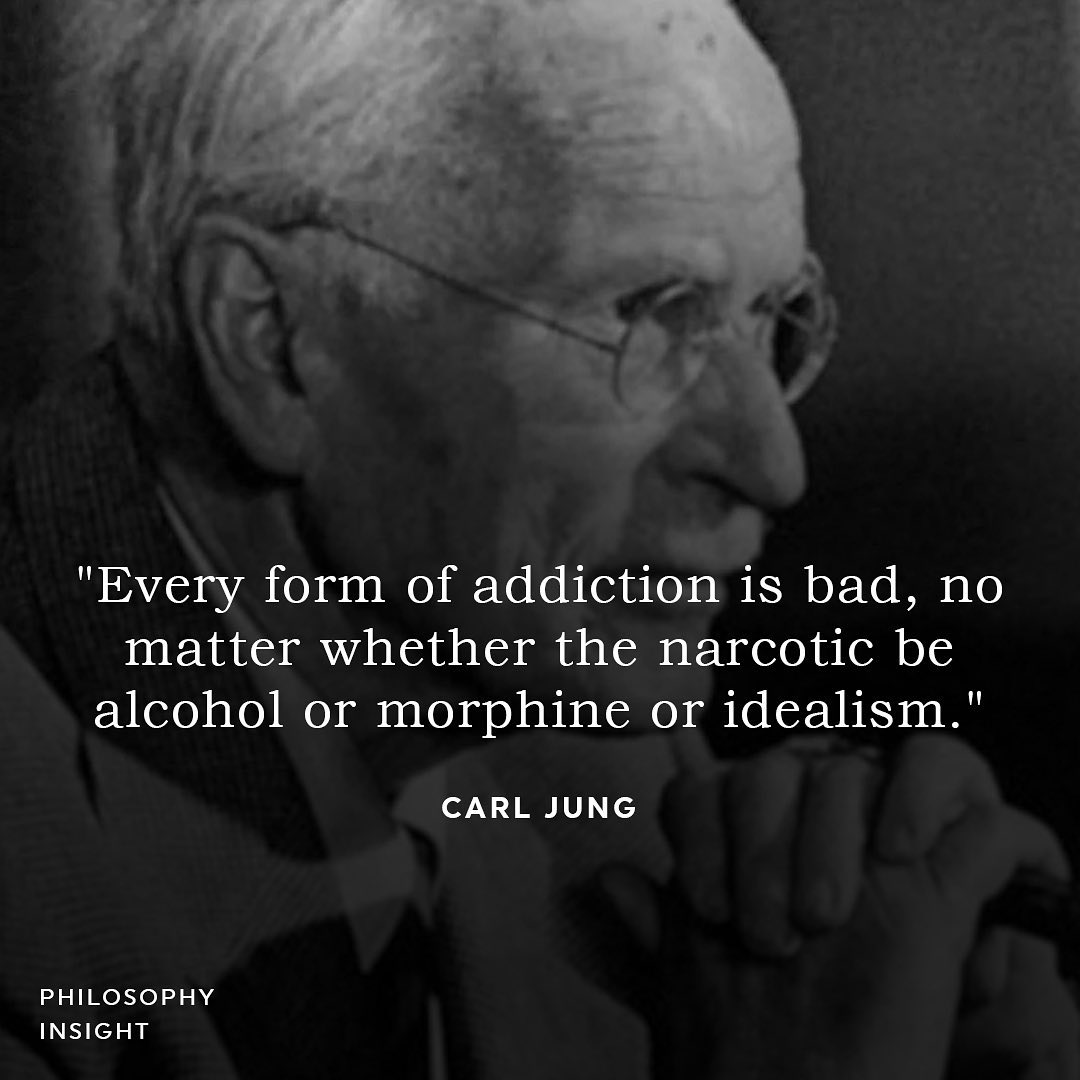 "Every form of addiction is bad, no
matter whether the narcotic be
alcohol or morphine or idealism."
CARL JUNG
PHILOSOPHY
INSIGHT